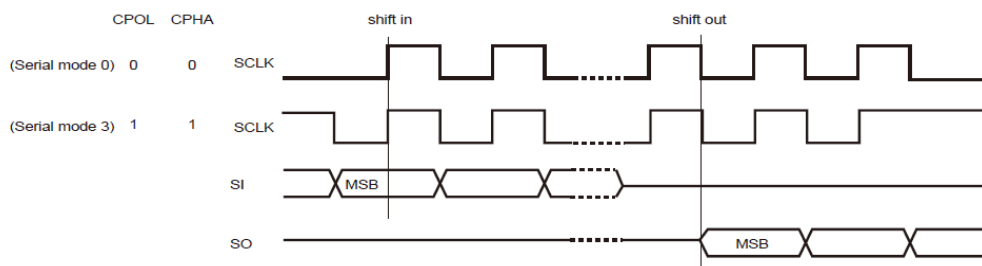 CPOL CPHA shift in shift out
(Serial mode 0) 0 0 SCLK
(Serial mode 3) 1 1 SCLK
SI MSB
SO MSB